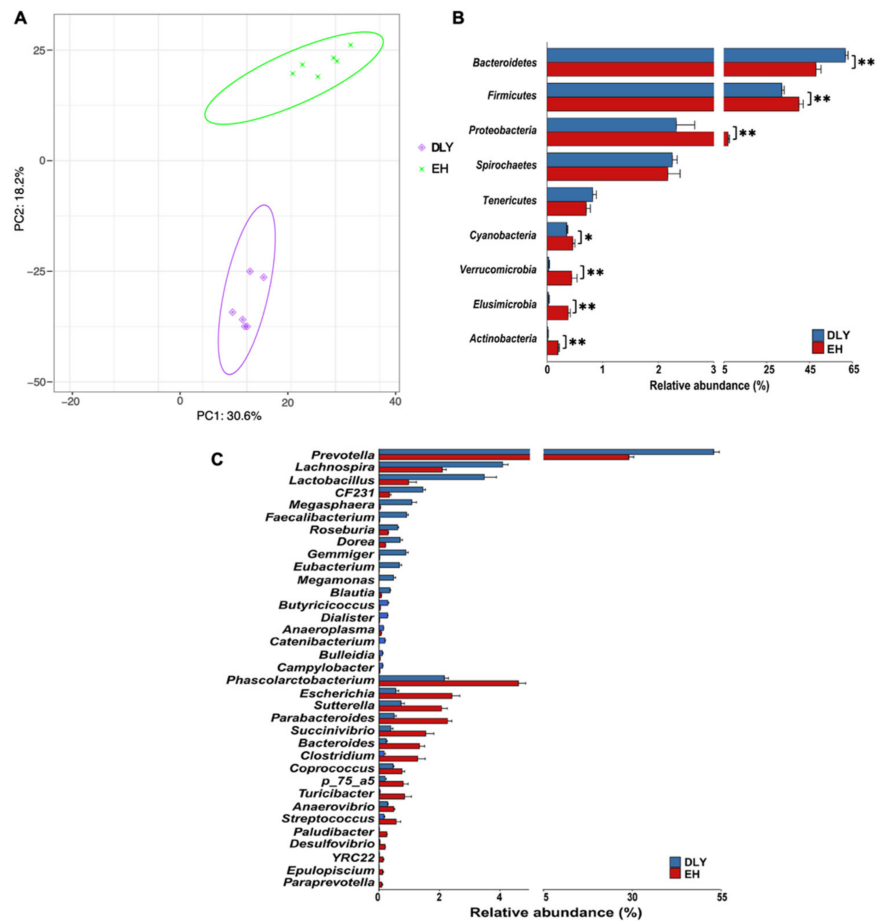 A
25
0
−25
−50
PC2: 18.2%
−20
0
20
40
PC1: 30.6%
DLY
EH
B
Bacteroidetes
Firmicutes
Proteobacteria
Spirochaetes
Tenericutes
Cyanobacteria
Verrucomicrobia
Elusimicrobia
Actinobacteria
**
**
**
*
**
**
**
DLY
EH
0
1
2
3
5
25
45
65
Relative abundance (%)
C
Prevotella
Lachnospira
Lactobacillus
CF231
Megasphaera
Faecalibacterium
Roseburia
Dorea
Gemmiger
Eubacterium
Megamonas
Blautia
Butyricicoccus
Dialister
Anaeroplasma
Catenibacterium
Bulleidia
Campylobacter
Phascolarctobacterium
Escherichia
Sutterella
Parabacteroides
Succinivibrio
Bacteroides
Clostridium
Coprococcus
p_75_a5
Turicibacter
Anaerovibrio
Streptococcus
Paludibacter
Desulfovibrio
YRC22
Epulopiscium
Paraprevotella
DLY
EH
0
2
4
5
30
55
Relative abundance (%)